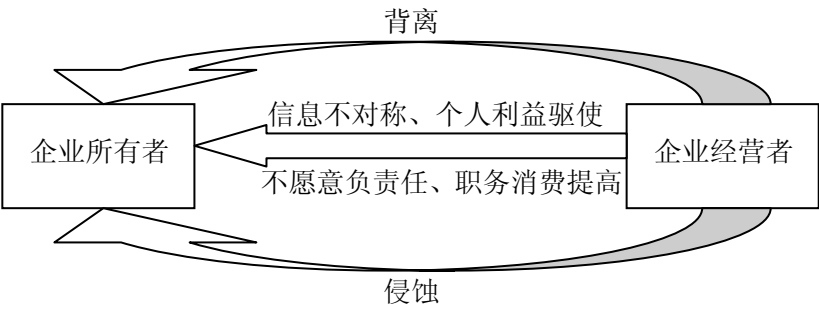 背离
信息不对称、个人利益驱使
企业所有者
企业经营者
不愿意负责任、职务消费提高
侵蚀